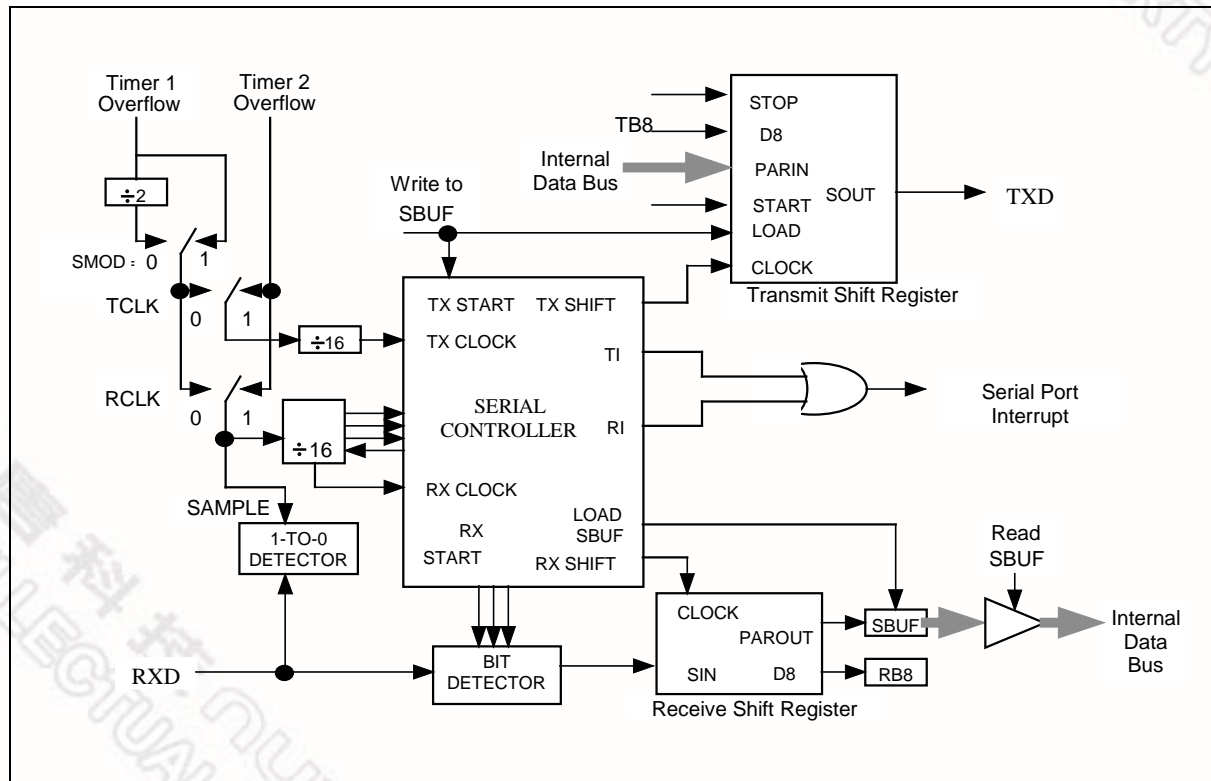 Timer 1
Overflow
Timer 2
Overflow
÷2
SMOD: 0
1
TCLK
0
1
÷16
RCLK
0
1
÷16
SAMPLE
1-TO-0
DETECTOR
RXD
BIT
DETECTOR
Write to
SBUF
TX START
TX SHIFT
TX CLOCK
TI
SERIAL
CONTROLLER
RI
RX CLOCK
LOAD
SBUF
RX
START
RX SHIFT
TB8
Internal
Data Bus
STOP
D8
PARIN
SOUT
START
LOAD
CLOCK
Transmit Shift Register
TXD
Serial Port
Interrupt
CLOCK
PAROUT
SIN
D8
Receive Shift Register
SBUF
RB8
Read
SBUF
Internal
Data
Bus
唐科技